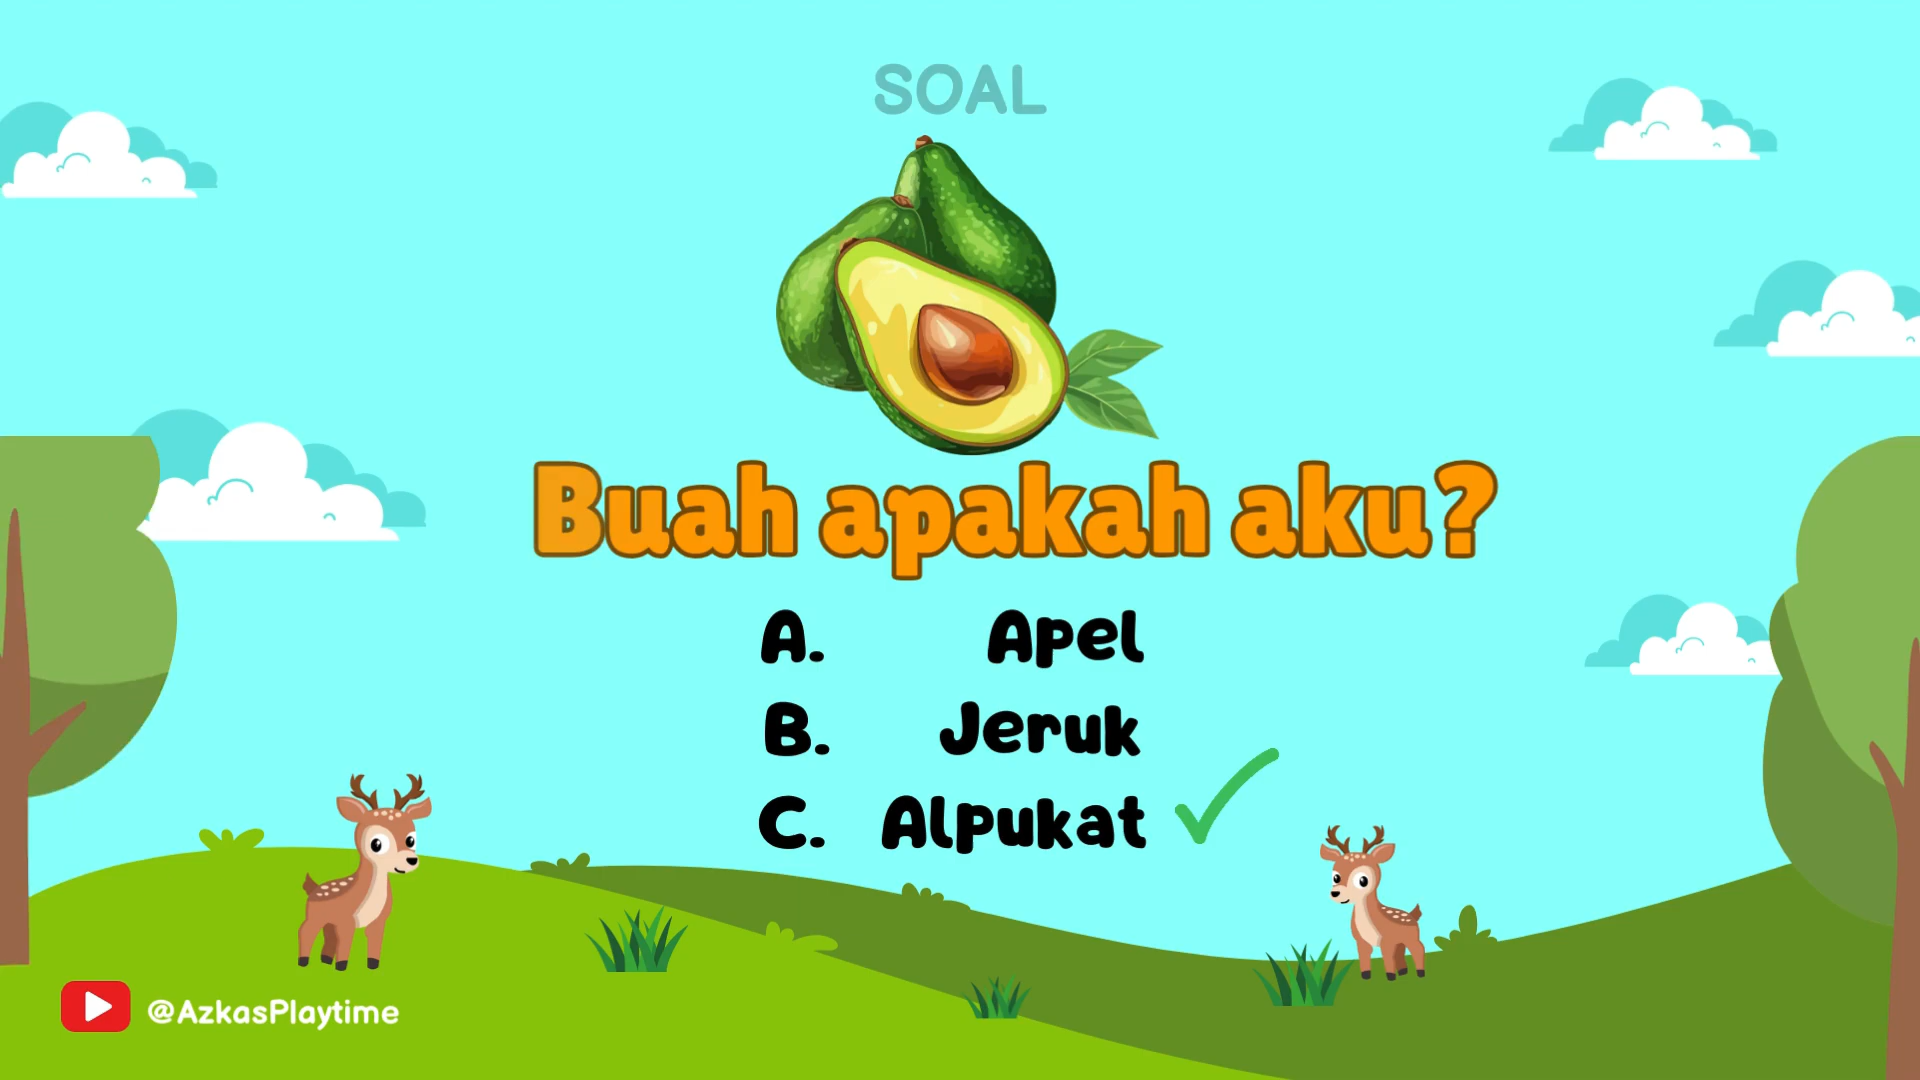 SOAL
Buah apakah aku?
A. Apel
B. Jeruk
C. Alpukat
@AzkasPlaytime